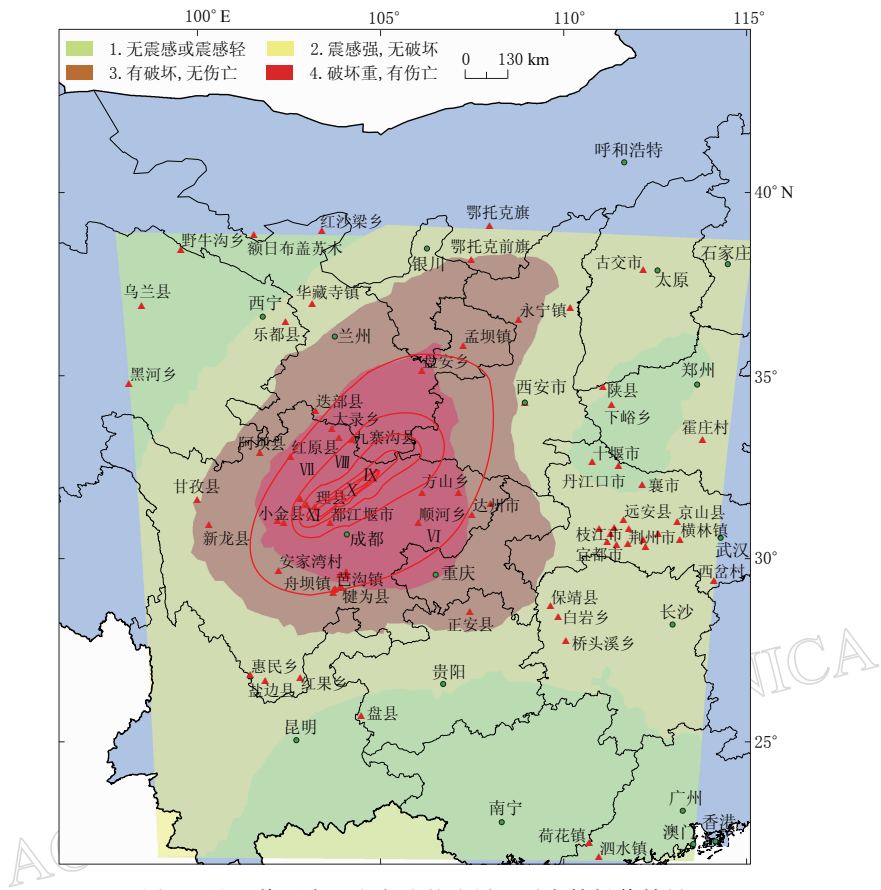 100° E
105°
110°
115°
1. 无震感或震感轻
2. 震感强, 无破坏
3. 有破坏, 无伤亡
4. 破坏重, 有伤亡
0 130 km
呼和浩特
40° N
红沙梁乡
鄂托克旗
野牛沟乡
额日布盖苏木
鄂托克前旗
银川
古交市
石家庄
太原
乌兰县
西宁
华藏寺镇
永宁镇
乐都县
兰州
孟坝镇
盘安乡
35°
黑河乡
郑州
西安市
陕县
下峪乡
迭部县
大录乡
霍庄村
阿坝县
红原县
九寨沟县
十堰市
VII
VIII
IX
X
XI
VI
甘孜县
理县
方山乡
丹江口市
襄市
小金县
都江堰市
顺河乡
达州市
远安县
京山县
新龙县
成都
枝江市
荆州市
横林镇
宜都市
武汉
30°
安家湾村
西岔村
舟坝镇
芭沟镇
重庆
犍为县
保靖县
长沙
正安县
白岩乡
桥头溪乡
惠民乡
盐边县
红果乡
贵阳
盘县
昆明
25°
南宁
广州
荷花镇
澳门
香港
泗水镇
NICA
AC